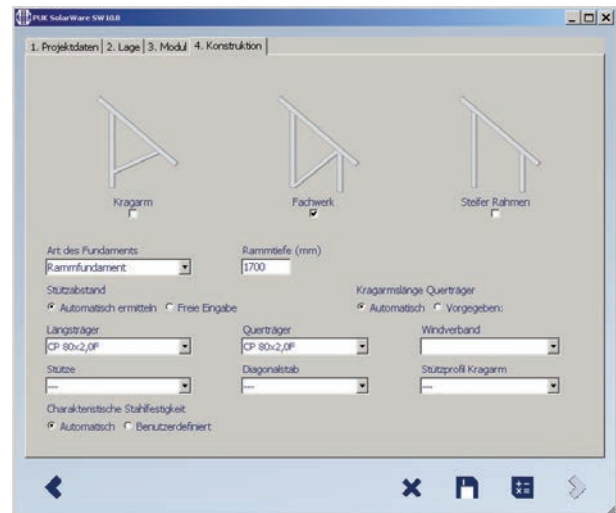 PUK SolarWare SW10.8
1. Projektdaten 2. Lage 3. Modul 4. Konstruktion
Kragarm Fachwerk Steifer Rahmen
Art des Fundaments Rammtiefe (mm)
Rammfundament 1700
Stützabstand Kragarmslänge Querträger
Automatisch ermitteln Freie Eingabe Automatisch Vorgegeben:
Längsträger Querträger Windverband
CP 80x2,0F CP 80x2,0F
Stütze Diagonalstab Stützprofil Kragarm
--- --- ---
Charakteristische Stahlfestigkeit
Automatisch Benutzerdefiniert